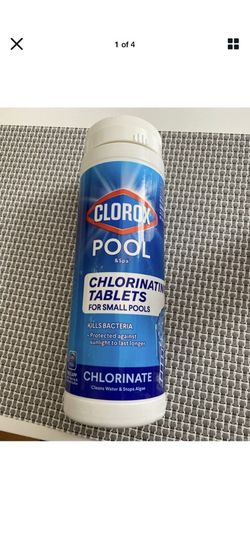 1 of 4
CLOROX
POOL
& Spa
CHLORINATING
TABLETS
FOR SMALL POOLS
KILLS BACTERIA
• Protected against
sunlight to last longer
CHLORINATE
Cleans Water & Stops Algae